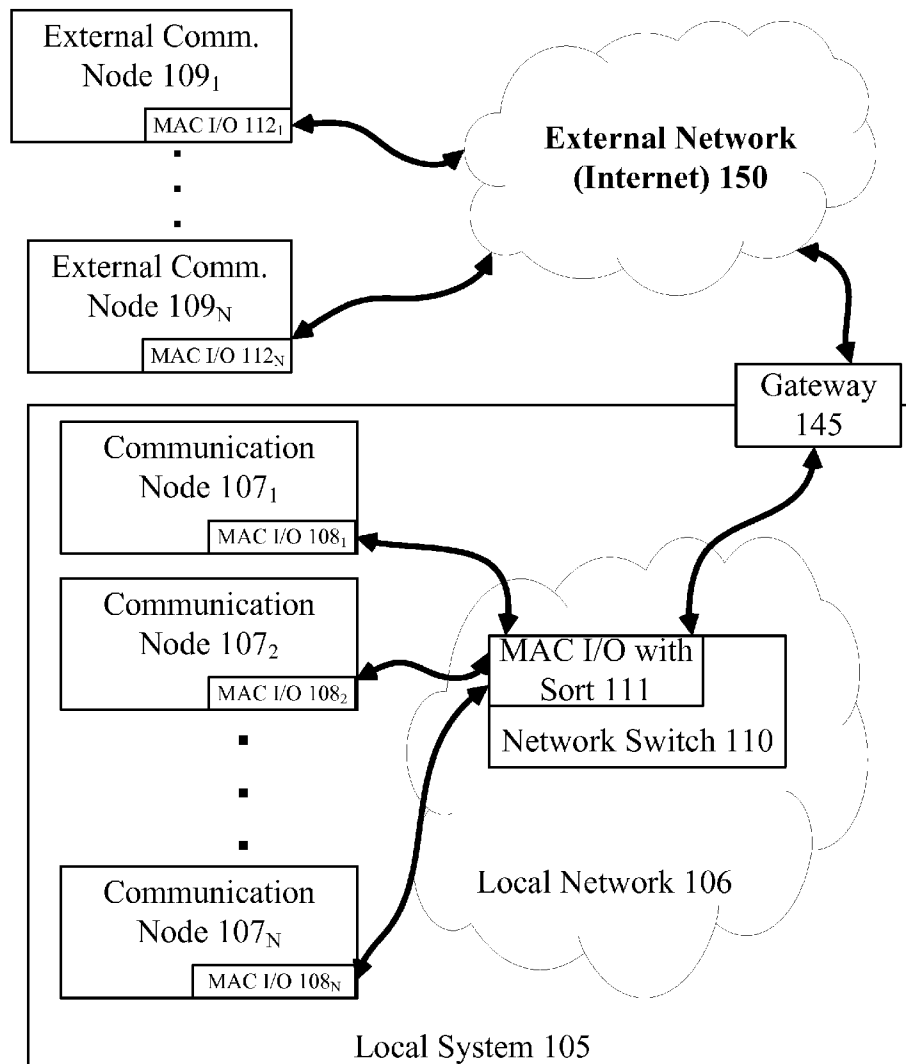 External Comm.
Node 109₁
MAC I/O 112₁
External Network
(Internet) 150
External Comm.
Node 109N
MAC I/O 112N
Gateway
145
Communication
Node 107₁
MAC I/O 108₁
Communication
Node 107₂
MAC I/O 108₂
MAC I/O with
Sort 111
Network Switch 110
Communication
Node 107N
MAC I/O 108N
Local Network 106
Local System 105